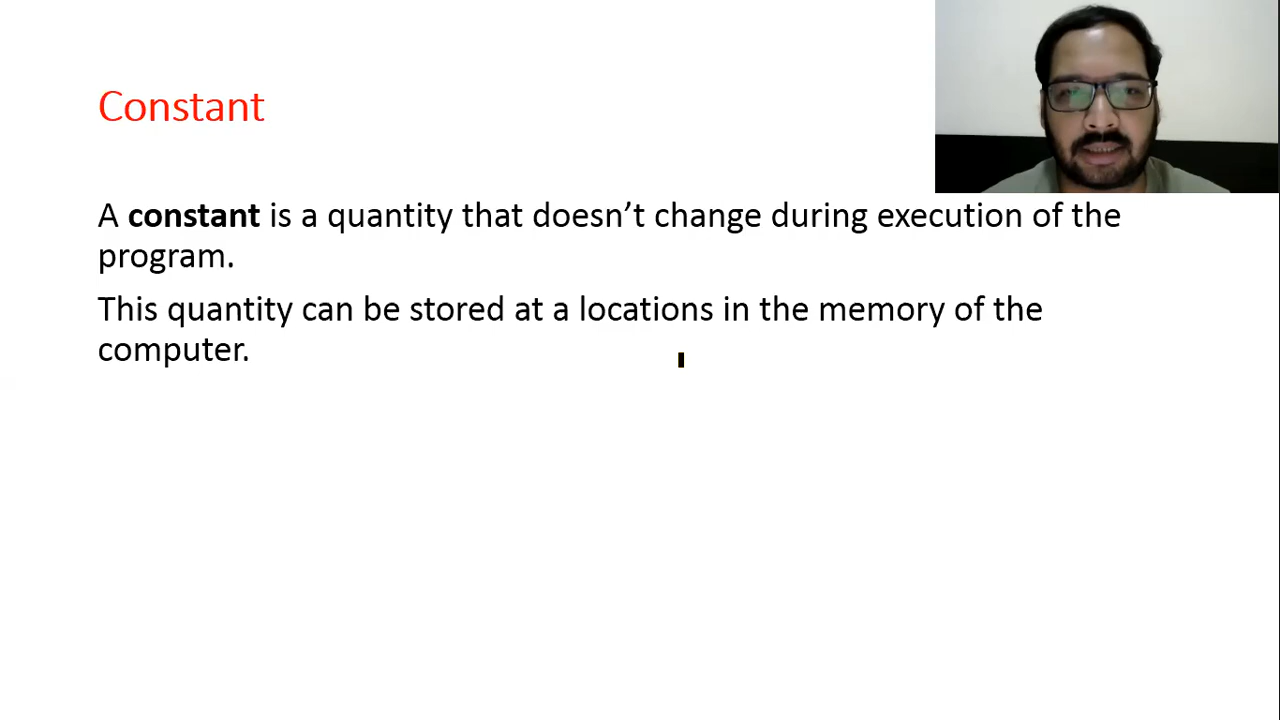 Constant
A constant is a quantity that doesn’t change during execution of the
program.
This quantity can be stored at a locations in the memory of the
computer.